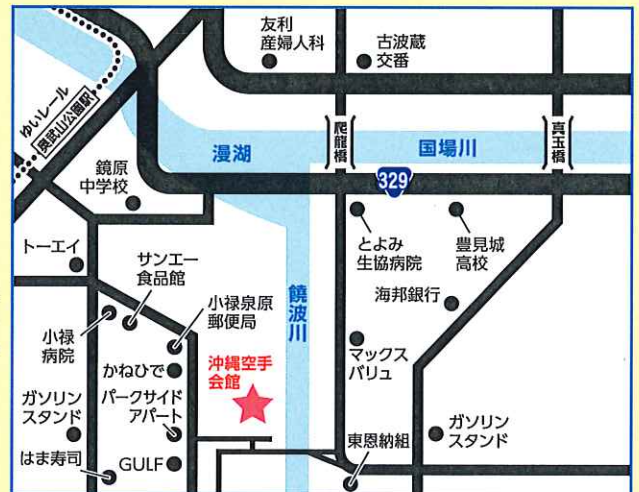 友利
産婦人科
古波蔵
交番
ゆいレール
奥武山公園駅
漫湖
爬龍橋
国場川
真玉橋
鏡原
中学校
329
とよみ
生協病院
豊見城
高校
トーエイ
サンエー
食品館
小禄泉原
郵便局
饒波川
海邦銀行
小禄
病院
かねひで
沖縄空手
会館
マックス
バリュ
ガソリン
スタンド
パークサイド
アパート
ガソリン
スタンド
はま寿司
GULF
東恩納組